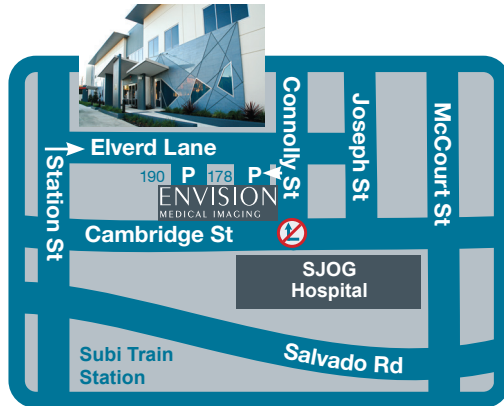 Elverd Lane
Station St
Connolly St
Joseph St
McCourt St
190 P 178 P
ENVISION
MEDICAL IMAGING
Cambridge St
SJOG
Hospital
Salvado Rd
Subi Train
Station